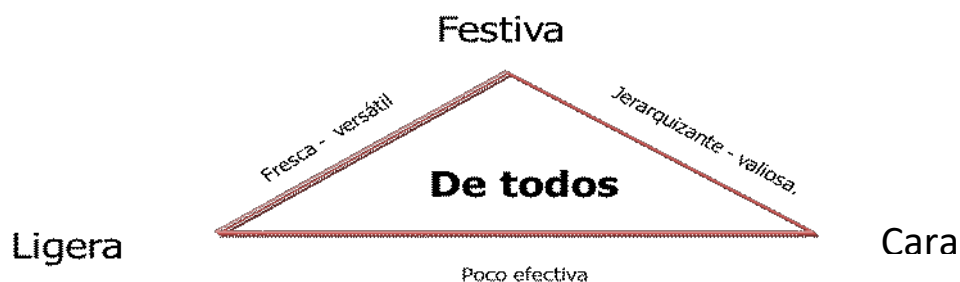 Festiva
Fresca - versátil
Jerarquizante - valiosa.
De todos
Ligera
Cara
Poco efectiva